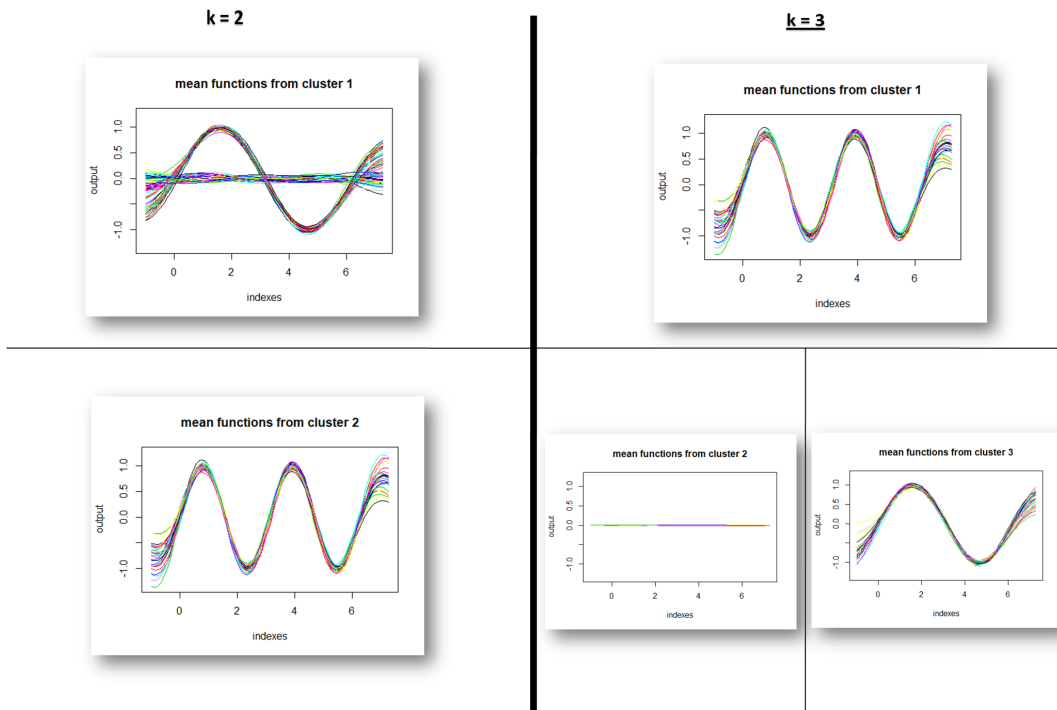 k = 2
mean functions from cluster 1
output
1.0
0.5
0.0
-1.0
0 2 4 6
indexes
mean functions from cluster 2
output
1.0
0.5
0.0
-1.0
0 2 4 6
indexes
k = 3
mean functions from cluster 1
output
1.0
0.5
0.0
-1.0
0 2 4 6
indexes
mean functions from cluster 2
output
1.0
0.5
0.0
-1.0
0 2 4 6
indexes
mean functions from cluster 3
output
1.0
0.5
0.0
-1.0
0 2 4 6
indexes